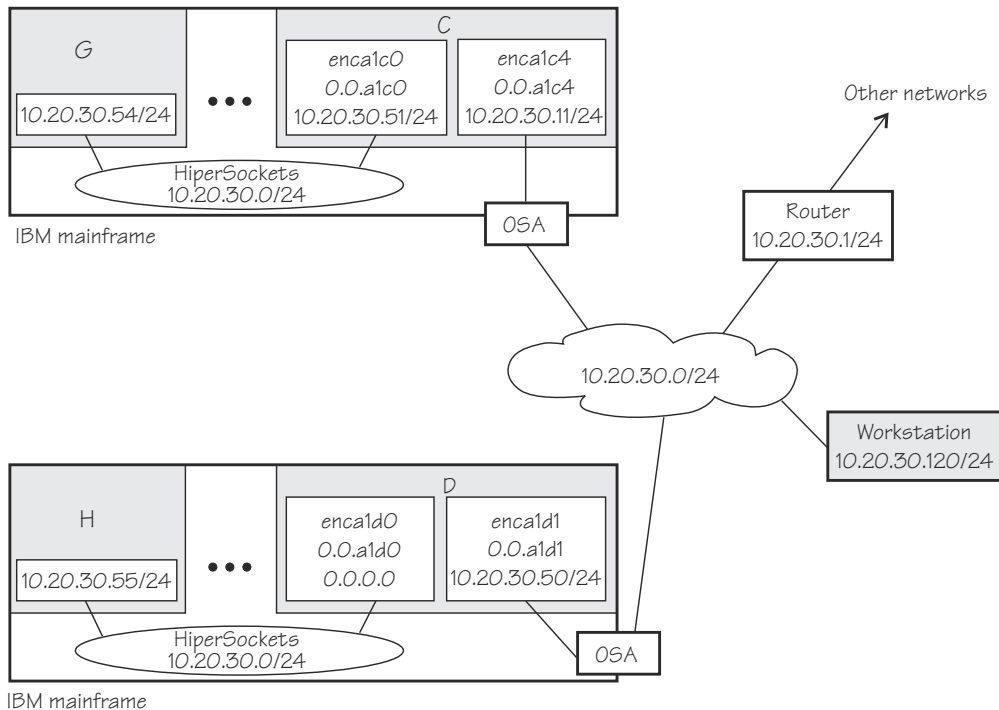 G
10.20.30.54/24
C
enca1c0
0.0.a1c0
10.20.30.51/24
enca1c4
0.0.a1c4
10.20.30.11/24
HiperSockets
10.20.30.0/24
IBM mainframe
OSA
Other networks
Router
10.20.30.1/24
10.20.30.0/24
Workstation
10.20.30.120/24
H
10.20.30.55/24
D
enca1d0
0.0.a1d0
0.0.0.0
enca1d1
0.0.a1d1
10.20.30.50/24
HiperSockets
10.20.30.0/24
OSA
IBM mainframe